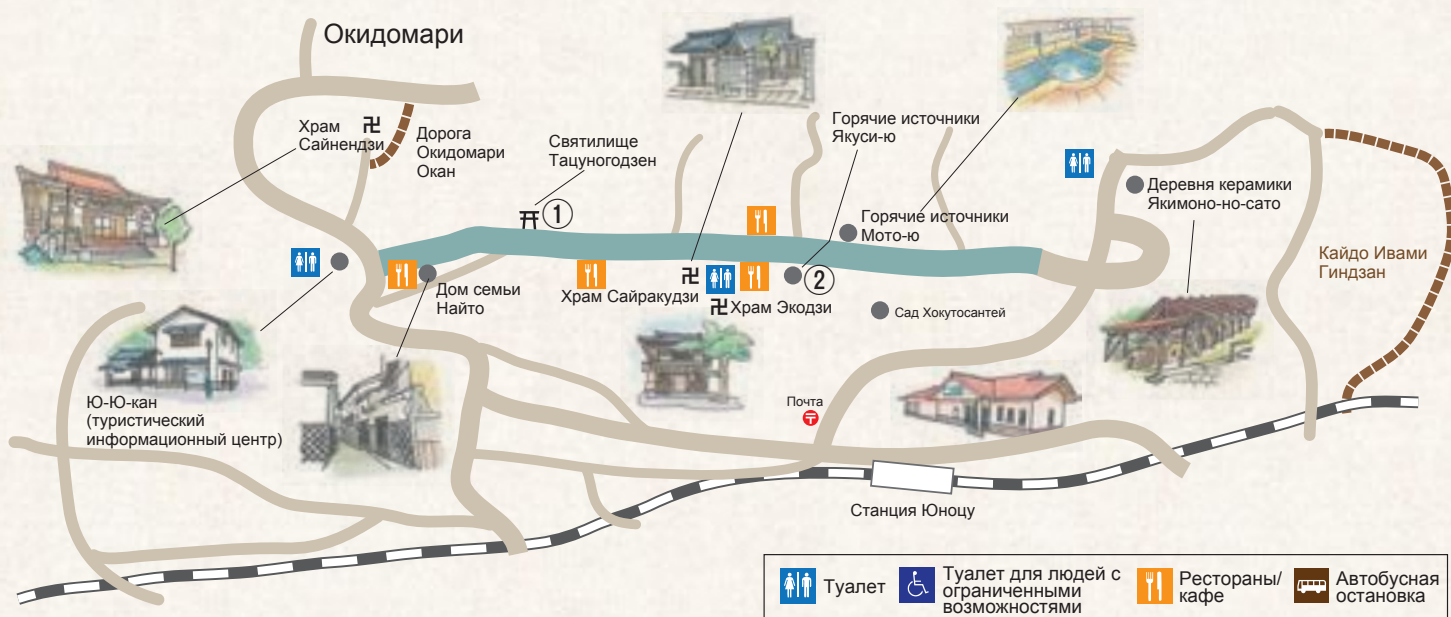 Окидомари
Храм
Сайнендзи
Дорога
Окидомари
Окан
Святилище
Тацуногодзен
Горячие источники
Якуси-ю
①
Горячие источники
Мото-ю
Деревня керамики
Якимоно-но-сато
Кайдо Ивами
Гиндзан
Дом семьи
Найто
Храм Сайракудзи
②
Храм Экодзи
Сад Хокутосантей
Ю-Ю-кан
(туристический
информационный центр)
Почта
Станция Юноцу
Туалет
Туалет для людей с
ограниченными
возможностями
Рестораны/
кафе
Автобусная
остановка